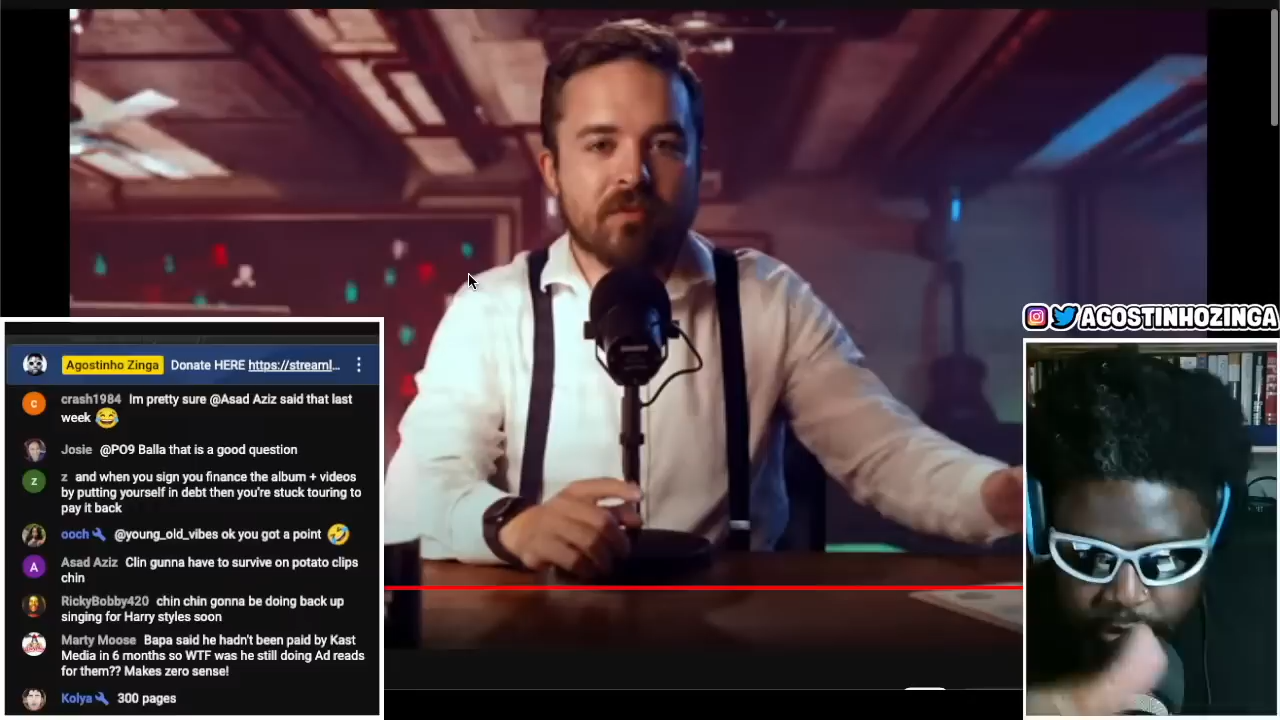 AGOSTINHOZINGA
Agostinho Zinga Donate HERE https://streaml...
crash1984 Im pretty sure @Asad Aziz said that last
week 😂
Josie @PO9 Balla that is a good question
z and when you sign you finance the album + videos
by putting yourself in debt then you're stuck touring to
pay it back
ooch @young_old_vibes ok you got a point 🤣
Asad Aziz Clin gunna have to survive on potato clips
chin
RickyBobby420 chin chin gonna be doing back up
singing for Harry styles soon
Marty Moose Bapa said he hadn't been paid by Kast
Media in 6 months so WTF was he still doing Ad reads
for them?? Makes zero sense!
Kolya 300 pages